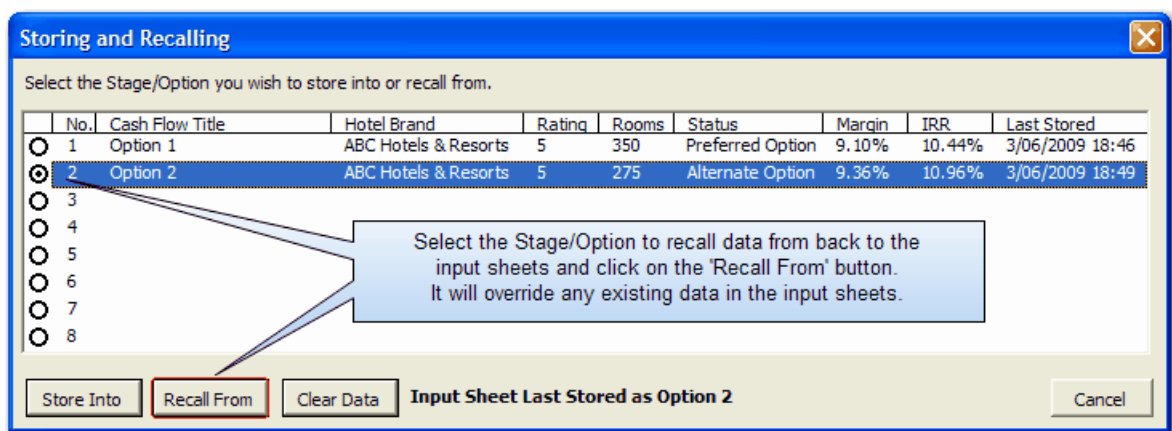 Storing and Recalling
Select the Stage/Option you wish to store into or recall from.
No. Cash Flow Title Hotel Brand Rating Rooms Status Margin IRR Last Stored
1 Option 1 ABC Hotels & Resorts 5 350 Preferred Option 9.10% 10.44% 3/06/2009 18:46
2 Option 2 ABC Hotels & Resorts 5 275 Alternate Option 9.36% 10.96% 3/06/2009 18:49
3
4
5
6
7
8
Select the Stage/Option to recall data from back to the
input sheets and click on the 'Recall From' button.
It will override any existing data in the input sheets.
Store Into Recall From Clear Data Input Sheet Last Stored as Option 2 Cancel